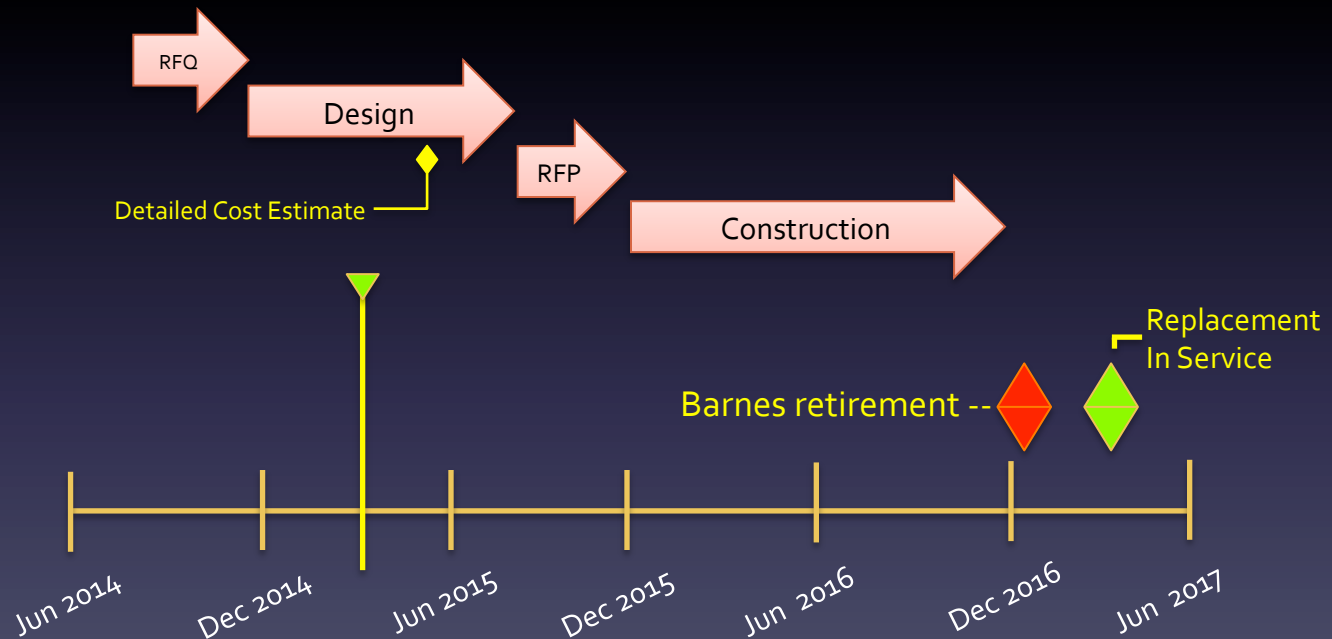 RFQ
Design
RFP
Detailed Cost Estimate
Construction
Replacement
In Service
Barnes retirement --
Jun 2014
Dec 2014
Jun 2015
Dec 2015
Jun 2016
Dec 2016
Jun 2017